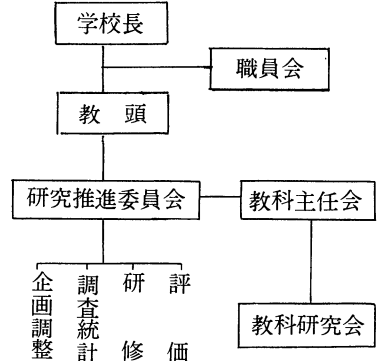 学校長
職員会
教頭
研究推進委員会
教科主任会
企画調整
調査統計
研修
評価
教科研究会